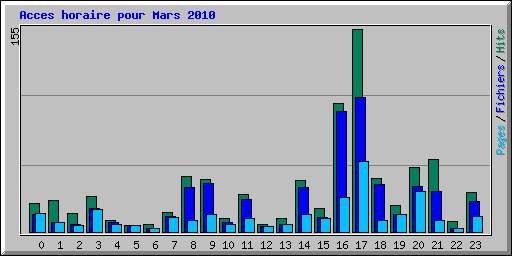 Acces horaire pour Mars 2010
155
Pages / Fichiers / Hits
0 1 2 3 4 5 6 7 8 9 10 11 12 13 14 15 16 17 18 19 20 21 22 23